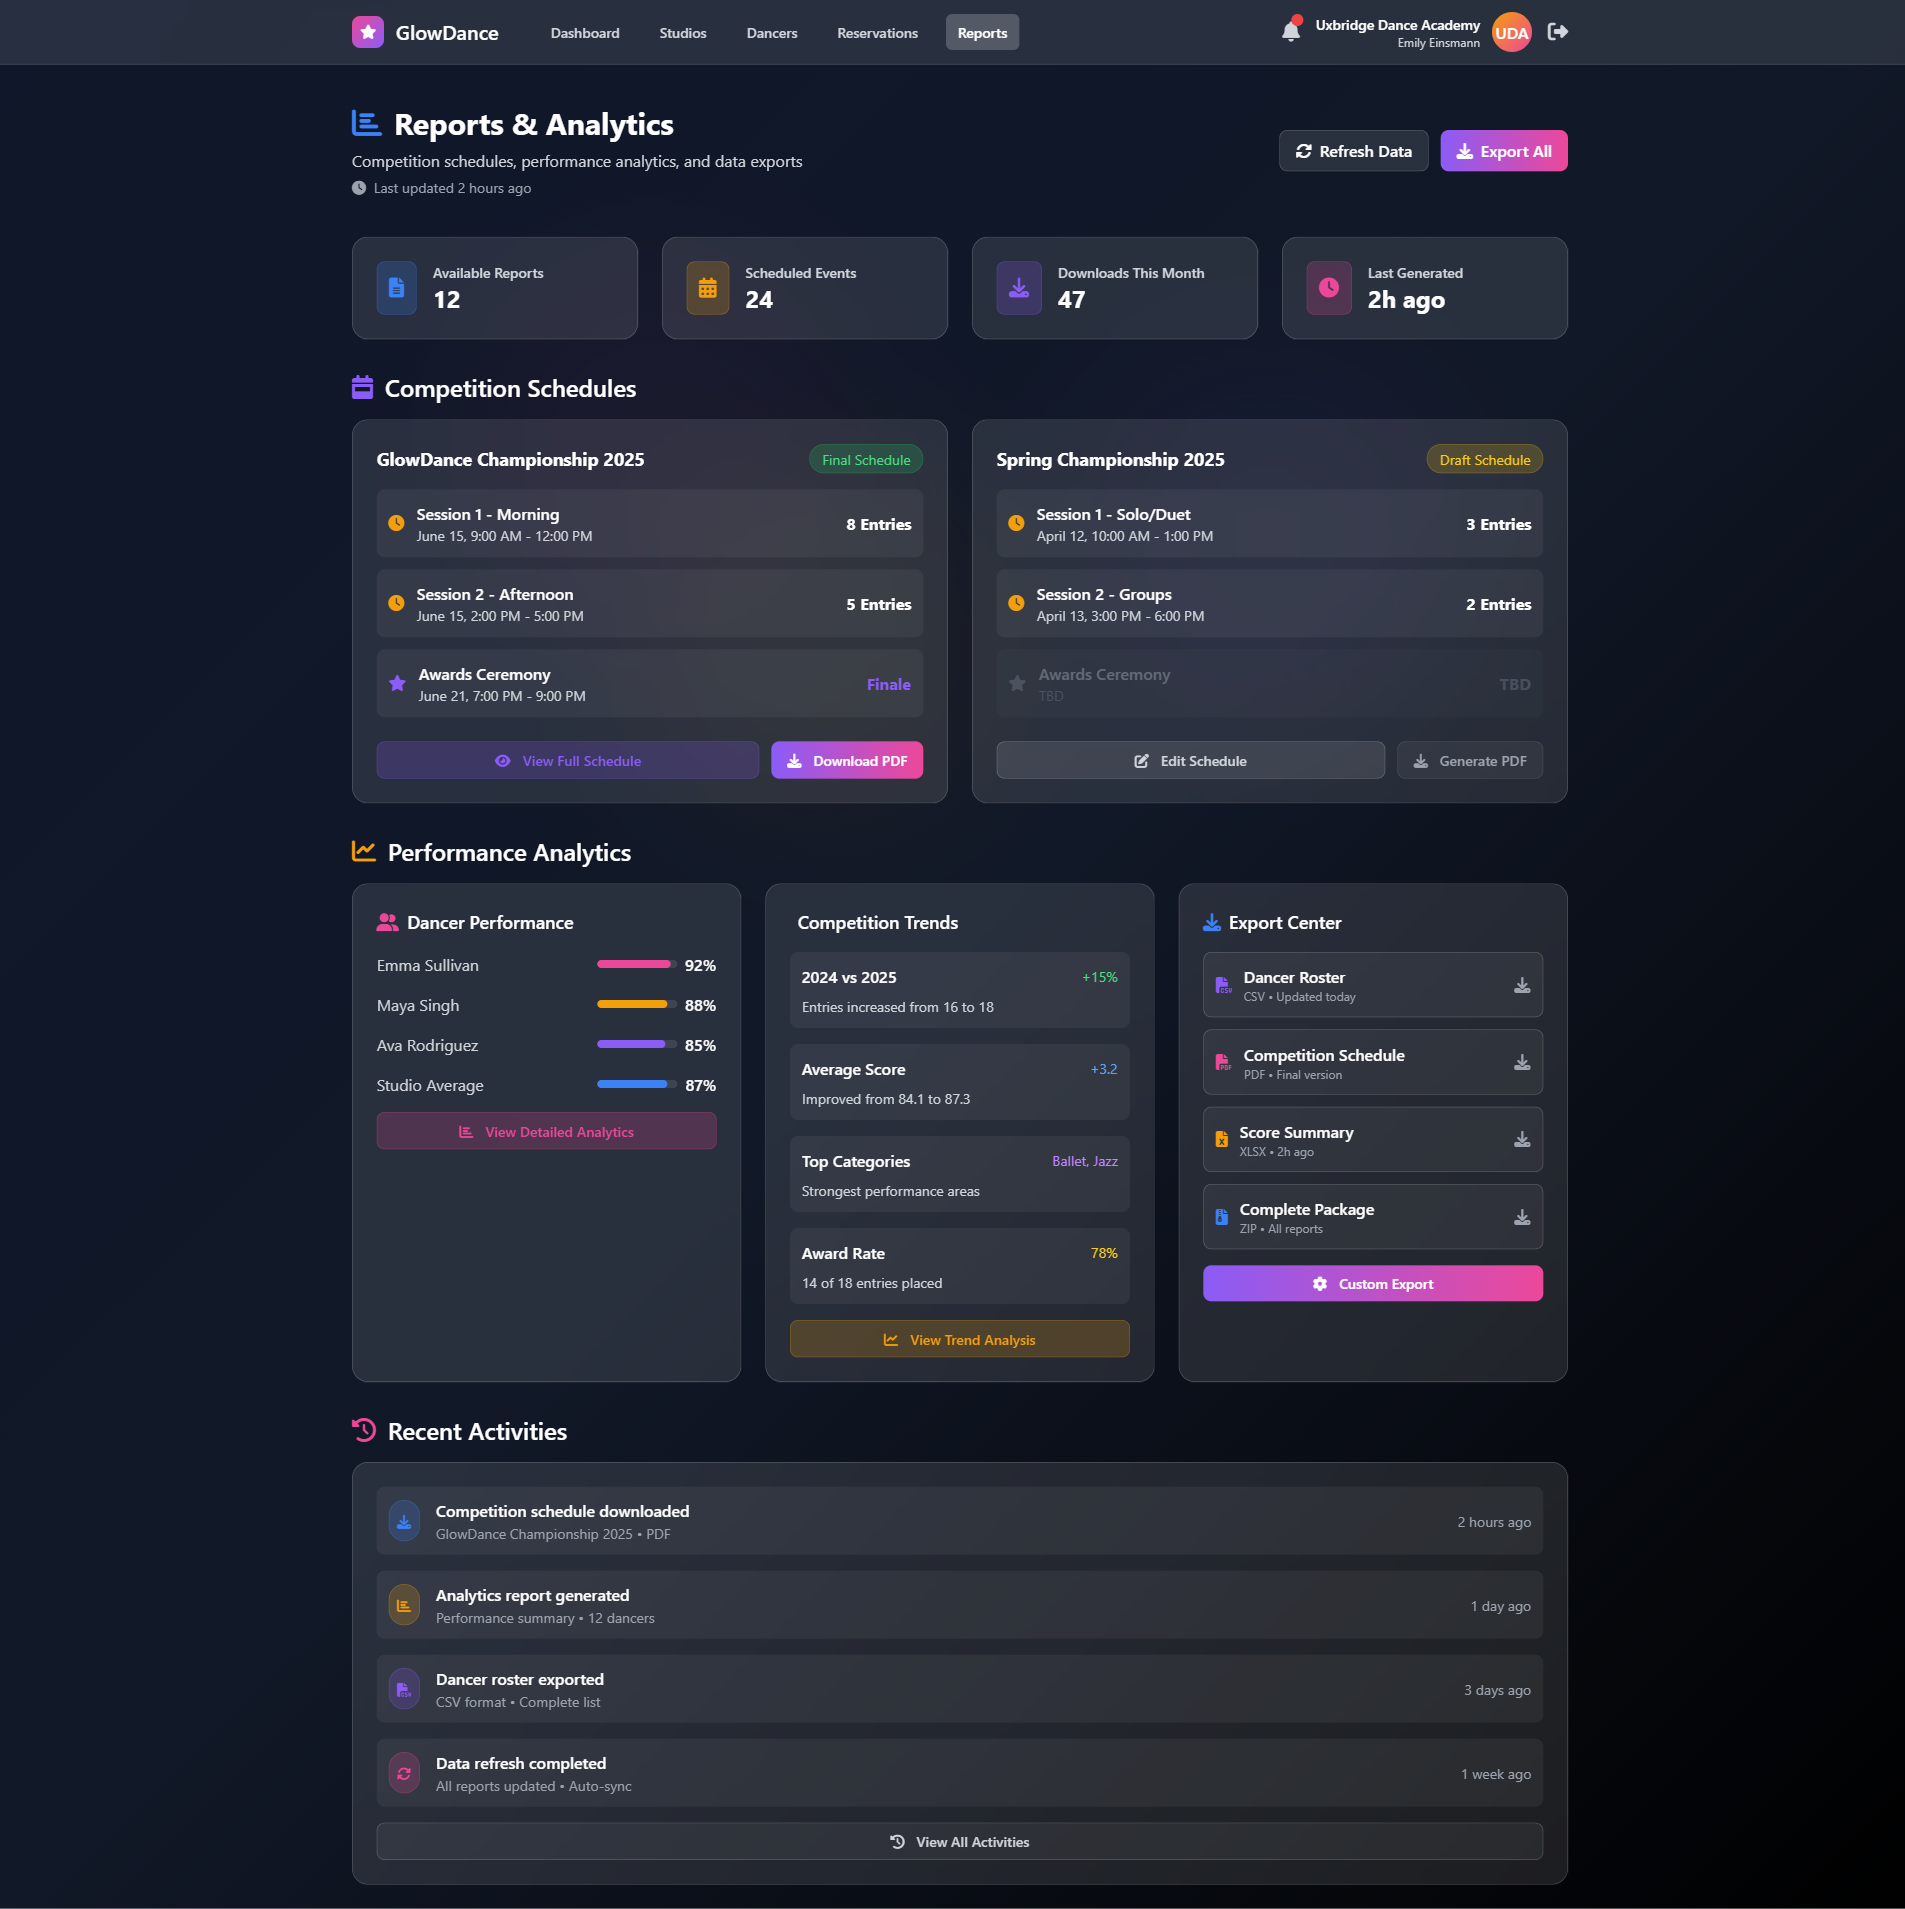 GlowDance
Dashboard
Studios
Dancers
Reservations
Reports
Uxbridge Dance Academy
Emily Einsmann
UDA
Reports & Analytics
Competition schedules, performance analytics, and data exports
Last updated 2 hours ago
Refresh Data
Export All
Available Reports
12
Scheduled Events
24
Downloads This Month
47
Last Generated
2h ago
Competition Schedules
GlowDance Championship 2025
Final Schedule
Session 1 - Morning
June 15, 9:00 AM - 12:00 PM
8 Entries
Session 2 - Afternoon
June 15, 2:00 PM - 5:00 PM
5 Entries
Awards Ceremony
June 21, 7:00 PM - 9:00 PM
Finale
View Full Schedule
Download PDF
Spring Championship 2025
Draft Schedule
Session 1 - Solo/Duet
April 12, 10:00 AM - 1:00 PM
3 Entries
Session 2 - Groups
April 13, 3:00 PM - 6:00 PM
2 Entries
Awards Ceremony
TBD
TBD
Edit Schedule
Generate PDF
Performance Analytics
Dancer Performance
Emma Sullivan
92%
Maya Singh
88%
Ava Rodriguez
85%
Studio Average
87%
View Detailed Analytics
Competition Trends
2024 vs 2025
+15%
Entries increased from 16 to 18
Average Score
+3.2
Improved from 84.1 to 87.3
Top Categories
Ballet, Jazz
Strongest performance areas
Award Rate
78%
14 of 18 entries placed
View Trend Analysis
Export Center
Dancer Roster
CSV • Updated today
Competition Schedule
PDF • Final version
Score Summary
XLSX • 2h ago
Complete Package
ZIP • All reports
Custom Export
Recent Activities
Competition schedule downloaded
GlowDance Championship 2025 • PDF
2 hours ago
Analytics report generated
Performance summary • 12 dancers
1 day ago
Dancer roster exported
CSV format • Complete list
3 days ago
Data refresh completed
All reports updated • Auto-sync
1 week ago
View All Activities